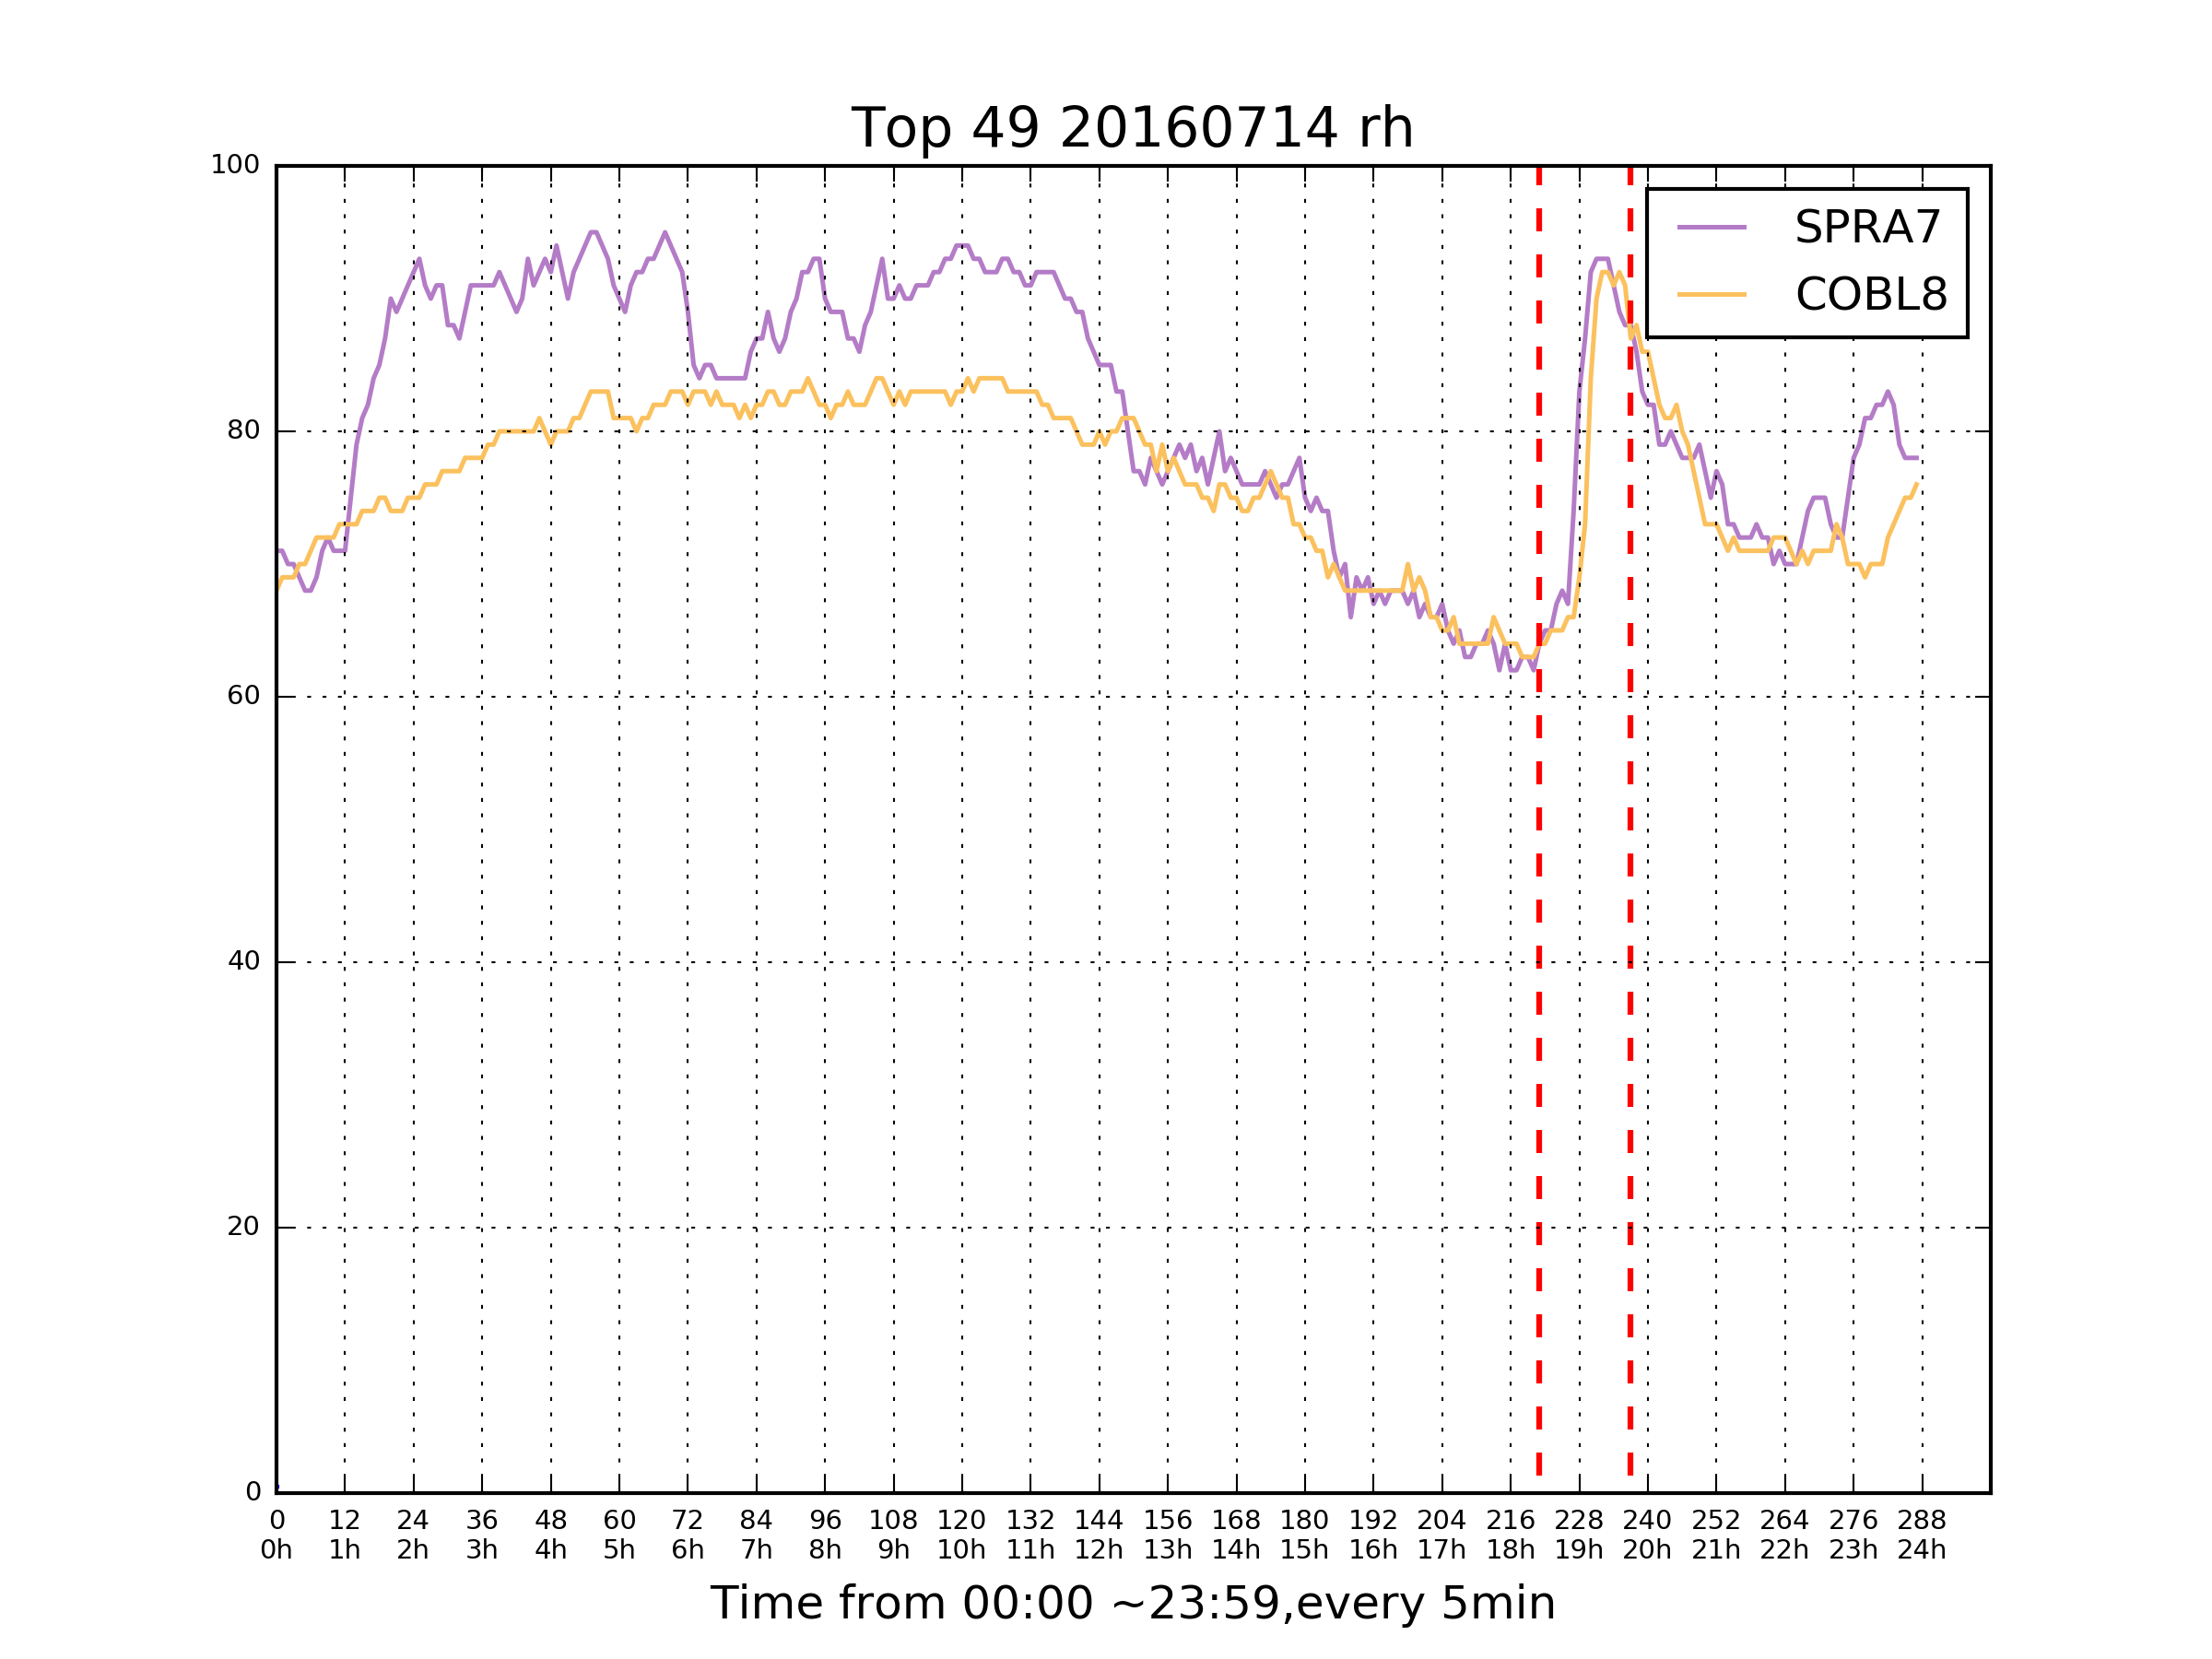 Top 49 20160714 rh
SPRA7
COBL8
100
80
60
40
20
0
0 12 24 36 48 60 72 84 96 108 120 132 144 156 168 180 192 204 216 228 240 252 264 276 288
0h 1h 2h 3h 4h 5h 6h 7h 8h 9h 10h 11h 12h 13h 14h 15h 16h 17h 18h 19h 20h 21h 22h 23h 24h
Time from 00:00 ~23:59,every 5min